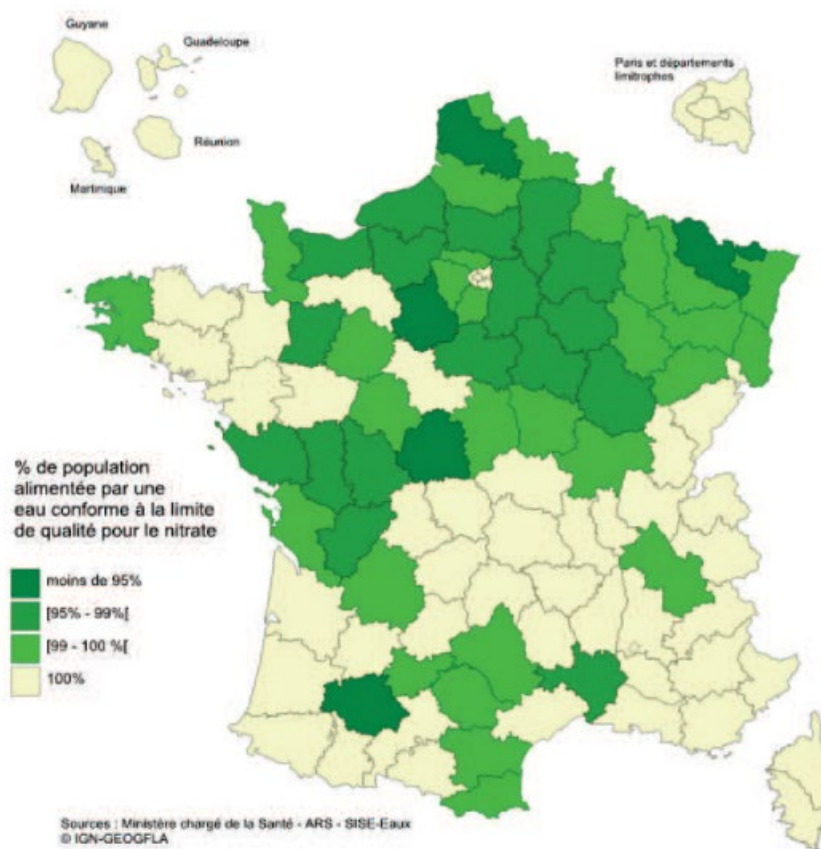 Guyane
Guadeloupe
Paris et départements
limitrophes
Réunion
Martinique
% de population
alimentée par une
eau conforme à la limite
de qualité pour le nitrate
moins de 95%
[95% - 99%[
[99 - 100 %[
100%
Sources : Ministère chargé de la Santé - ARS - SISE-Eaux
© IGN-GEOGFLA